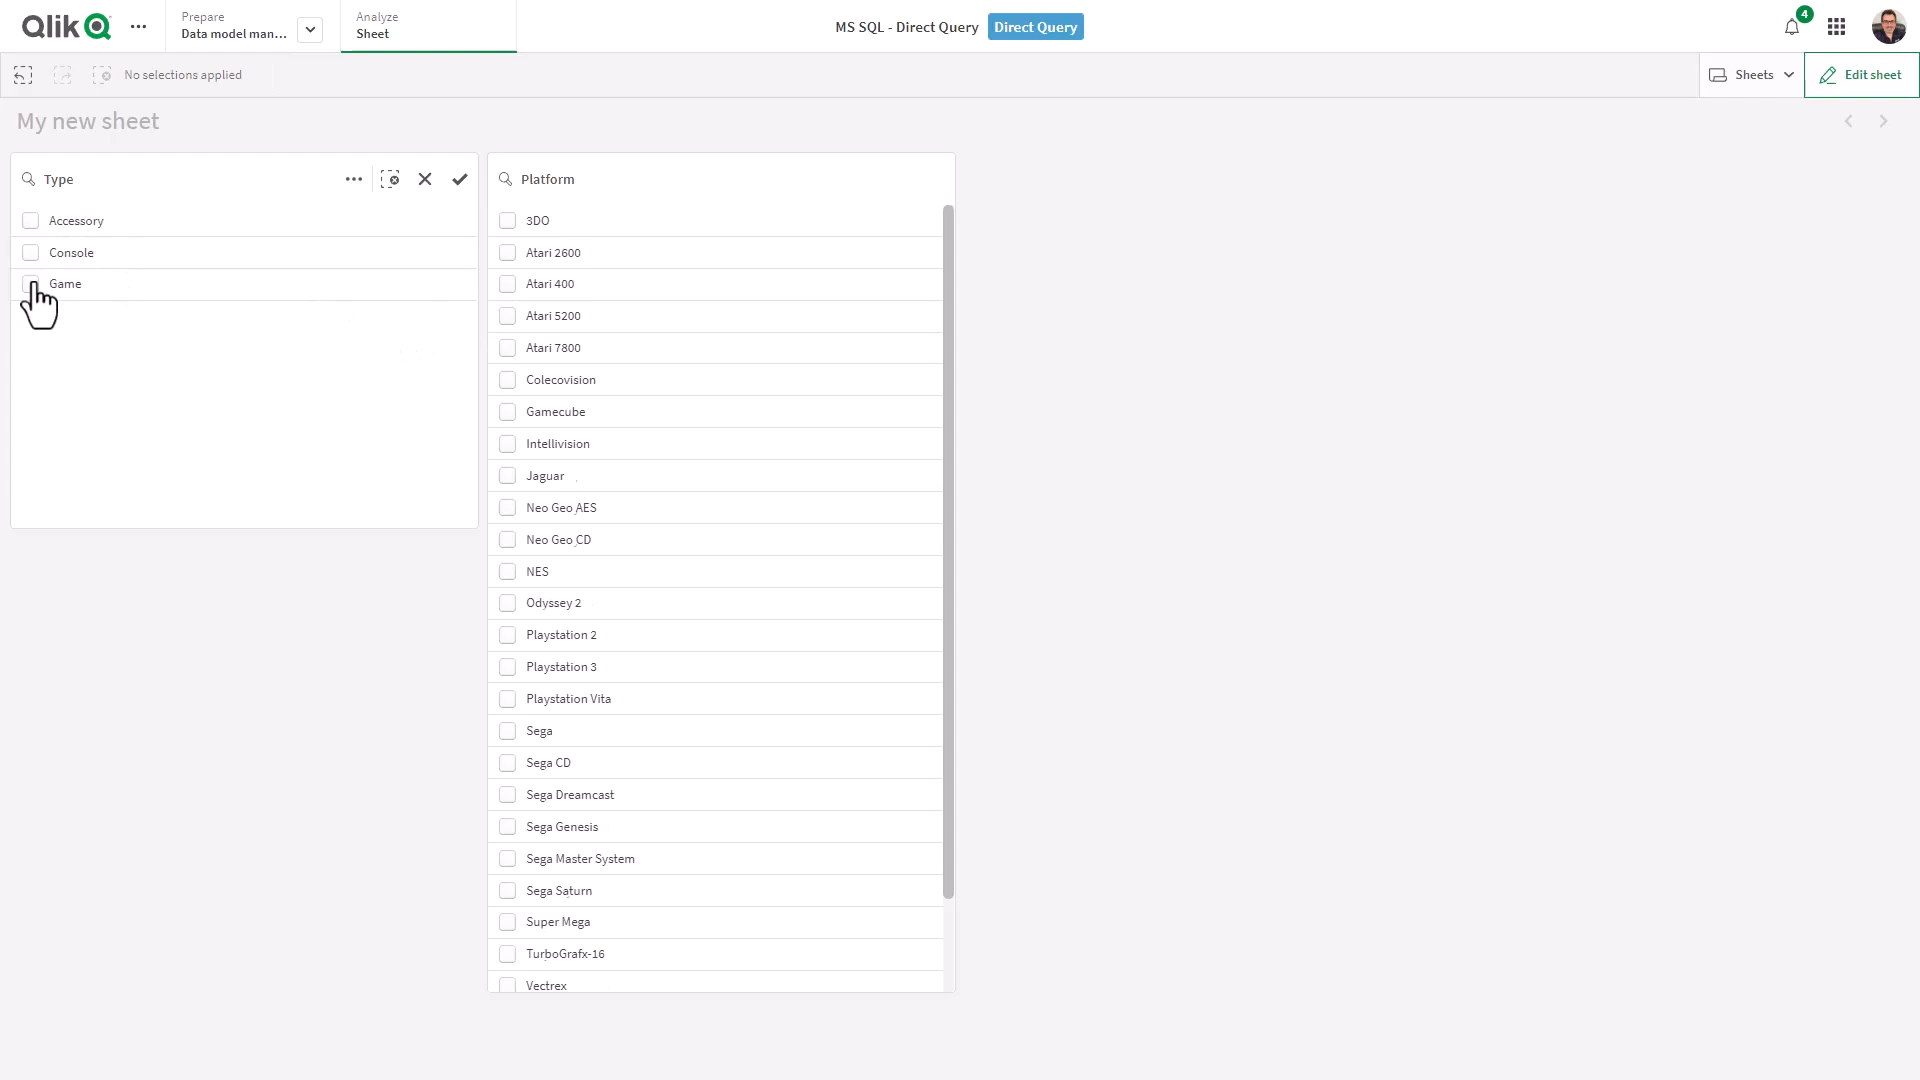 Qlik
Prepare
Data model man...
Analyze
Sheet
MS SQL - Direct Query
Direct Query
4
No selections applied
Sheets
Edit sheet
My new sheet
Type
Accessory
Console
Game
Platform
3DO
Atari 2600
Atari 400
Atari 5200
Atari 7800
Colecovision
Gamecube
Intellivision
Jaguar
Neo Geo AES
Neo Geo CD
NES
Odyssey 2
Playstation 2
Playstation 3
Playstation Vita
Sega
Sega CD
Sega Dreamcast
Sega Genesis
Sega Master System
Sega Saturn
Super Mega
TurboGrafx-16
Vectrex